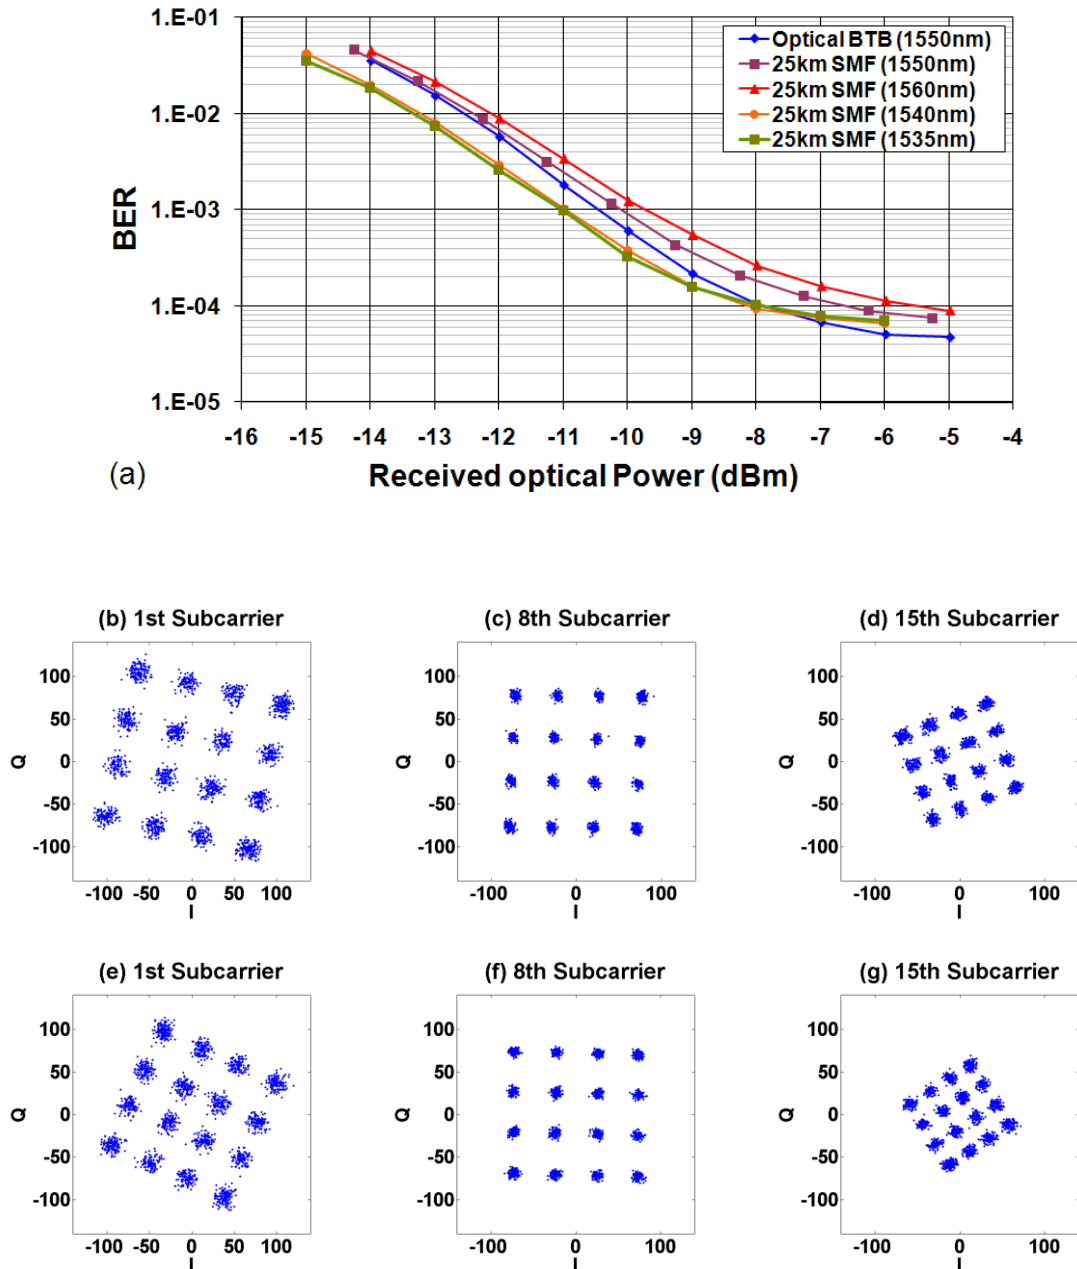 1.E-01
1.E-02
1.E-03
1.E-04
1.E-05
BER
Optical BTB (1550nm)
25km SMF (1550nm)
25km SMF (1560nm)
25km SMF (1540nm)
25km SMF (1535nm)
-16 -15 -14 -13 -12 -11 -10 -9 -8 -7 -6 -5 -4
(a) Received optical Power (dBm)
(b) 1st Subcarrier
100
50
0
-50
-100
Q
-100 -50 0 50 100
I
(c) 8th Subcarrier
100
50
0
-50
-100
Q
-100 0 100
I
(d) 15th Subcarrier
100
50
0
-50
-100
Q
0 100
I
(e) 1st Subcarrier
100
50
0
-50
-100
Q
-100 -50 0 50 100
I
(f) 8th Subcarrier
100
50
0
-50
-100
Q
-100 0 100
I
(g) 15th Subcarrier
100
50
0
-50
-100
Q
-100 0 100
I